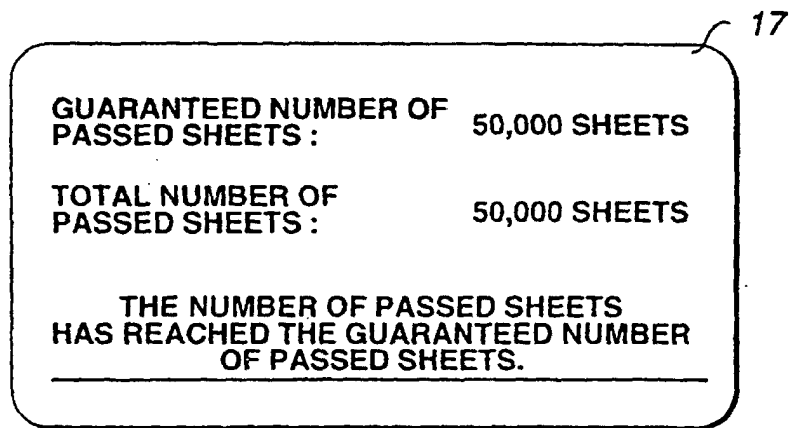 17
GUARANTEED NUMBER OF
PASSED SHEETS : 50,000 SHEETS
TOTAL NUMBER OF
PASSED SHEETS : 50,000 SHEETS
THE NUMBER OF PASSED SHEETS
HAS REACHED THE GUARANTEED NUMBER
OF PASSED SHEETS.